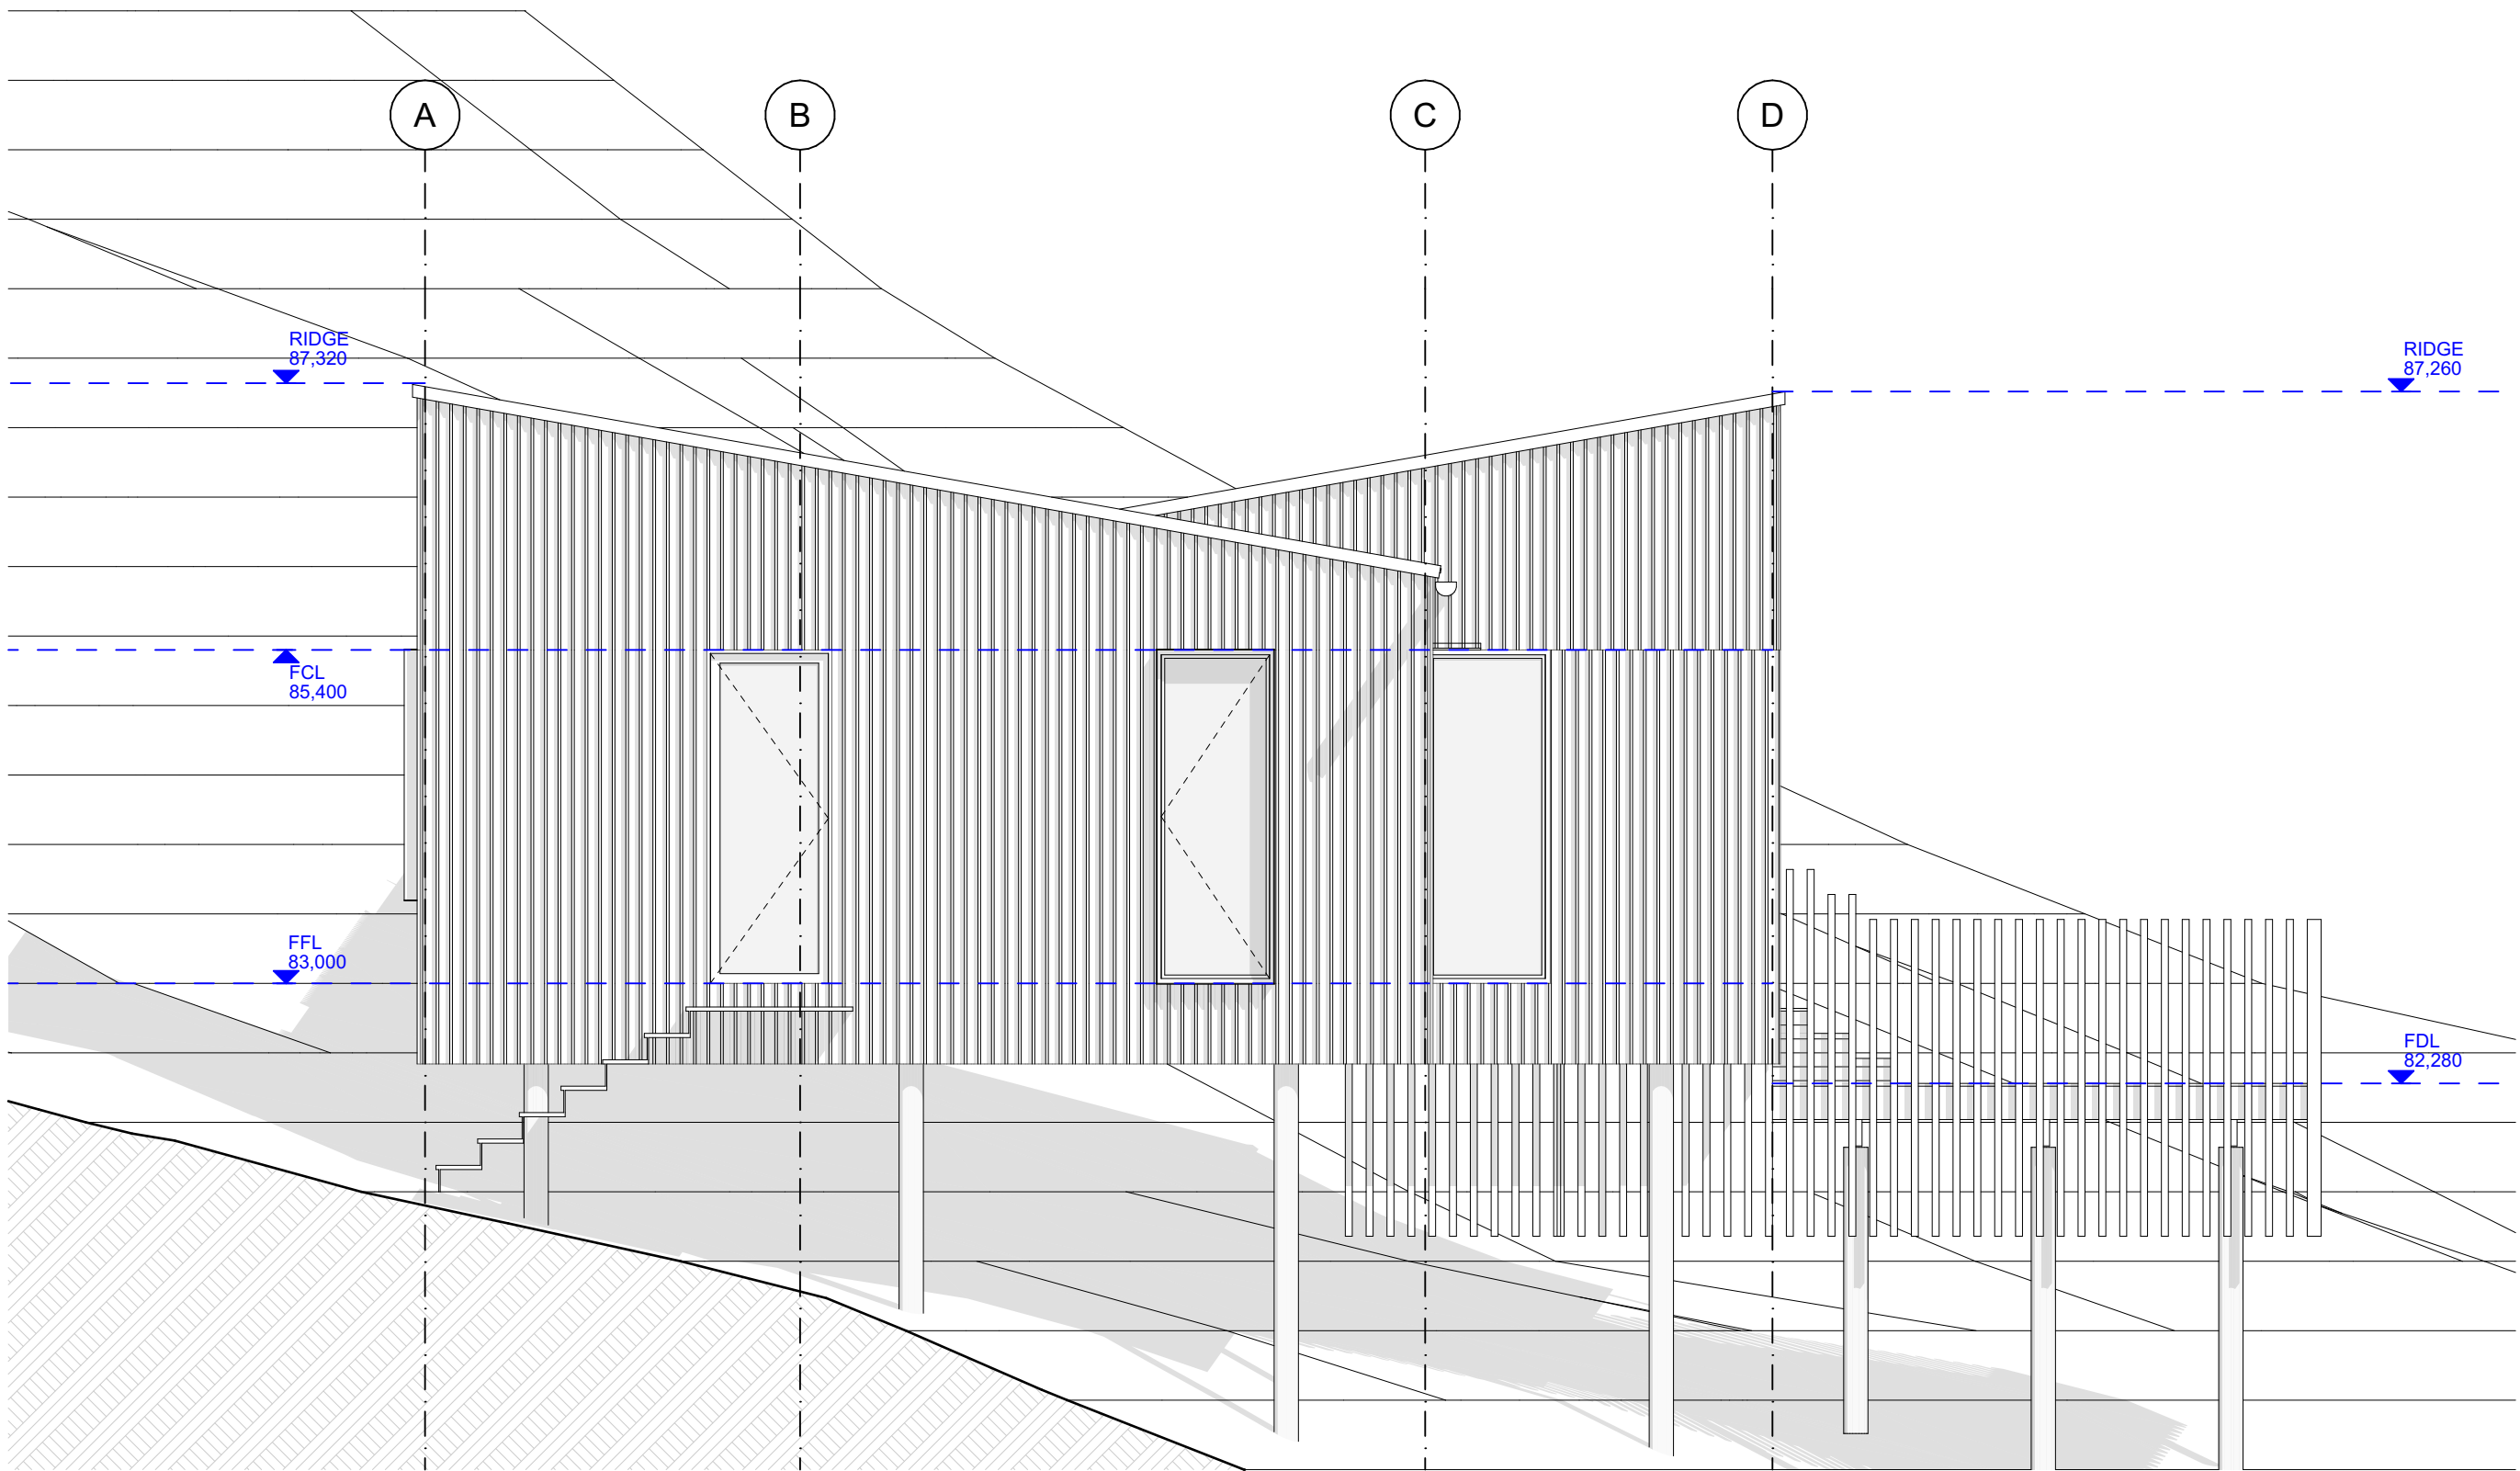 A
B
C
D
RIDGE
87,320
RIDGE
87,260
FCL
85,400
FFL
83,000
FDL
82,280